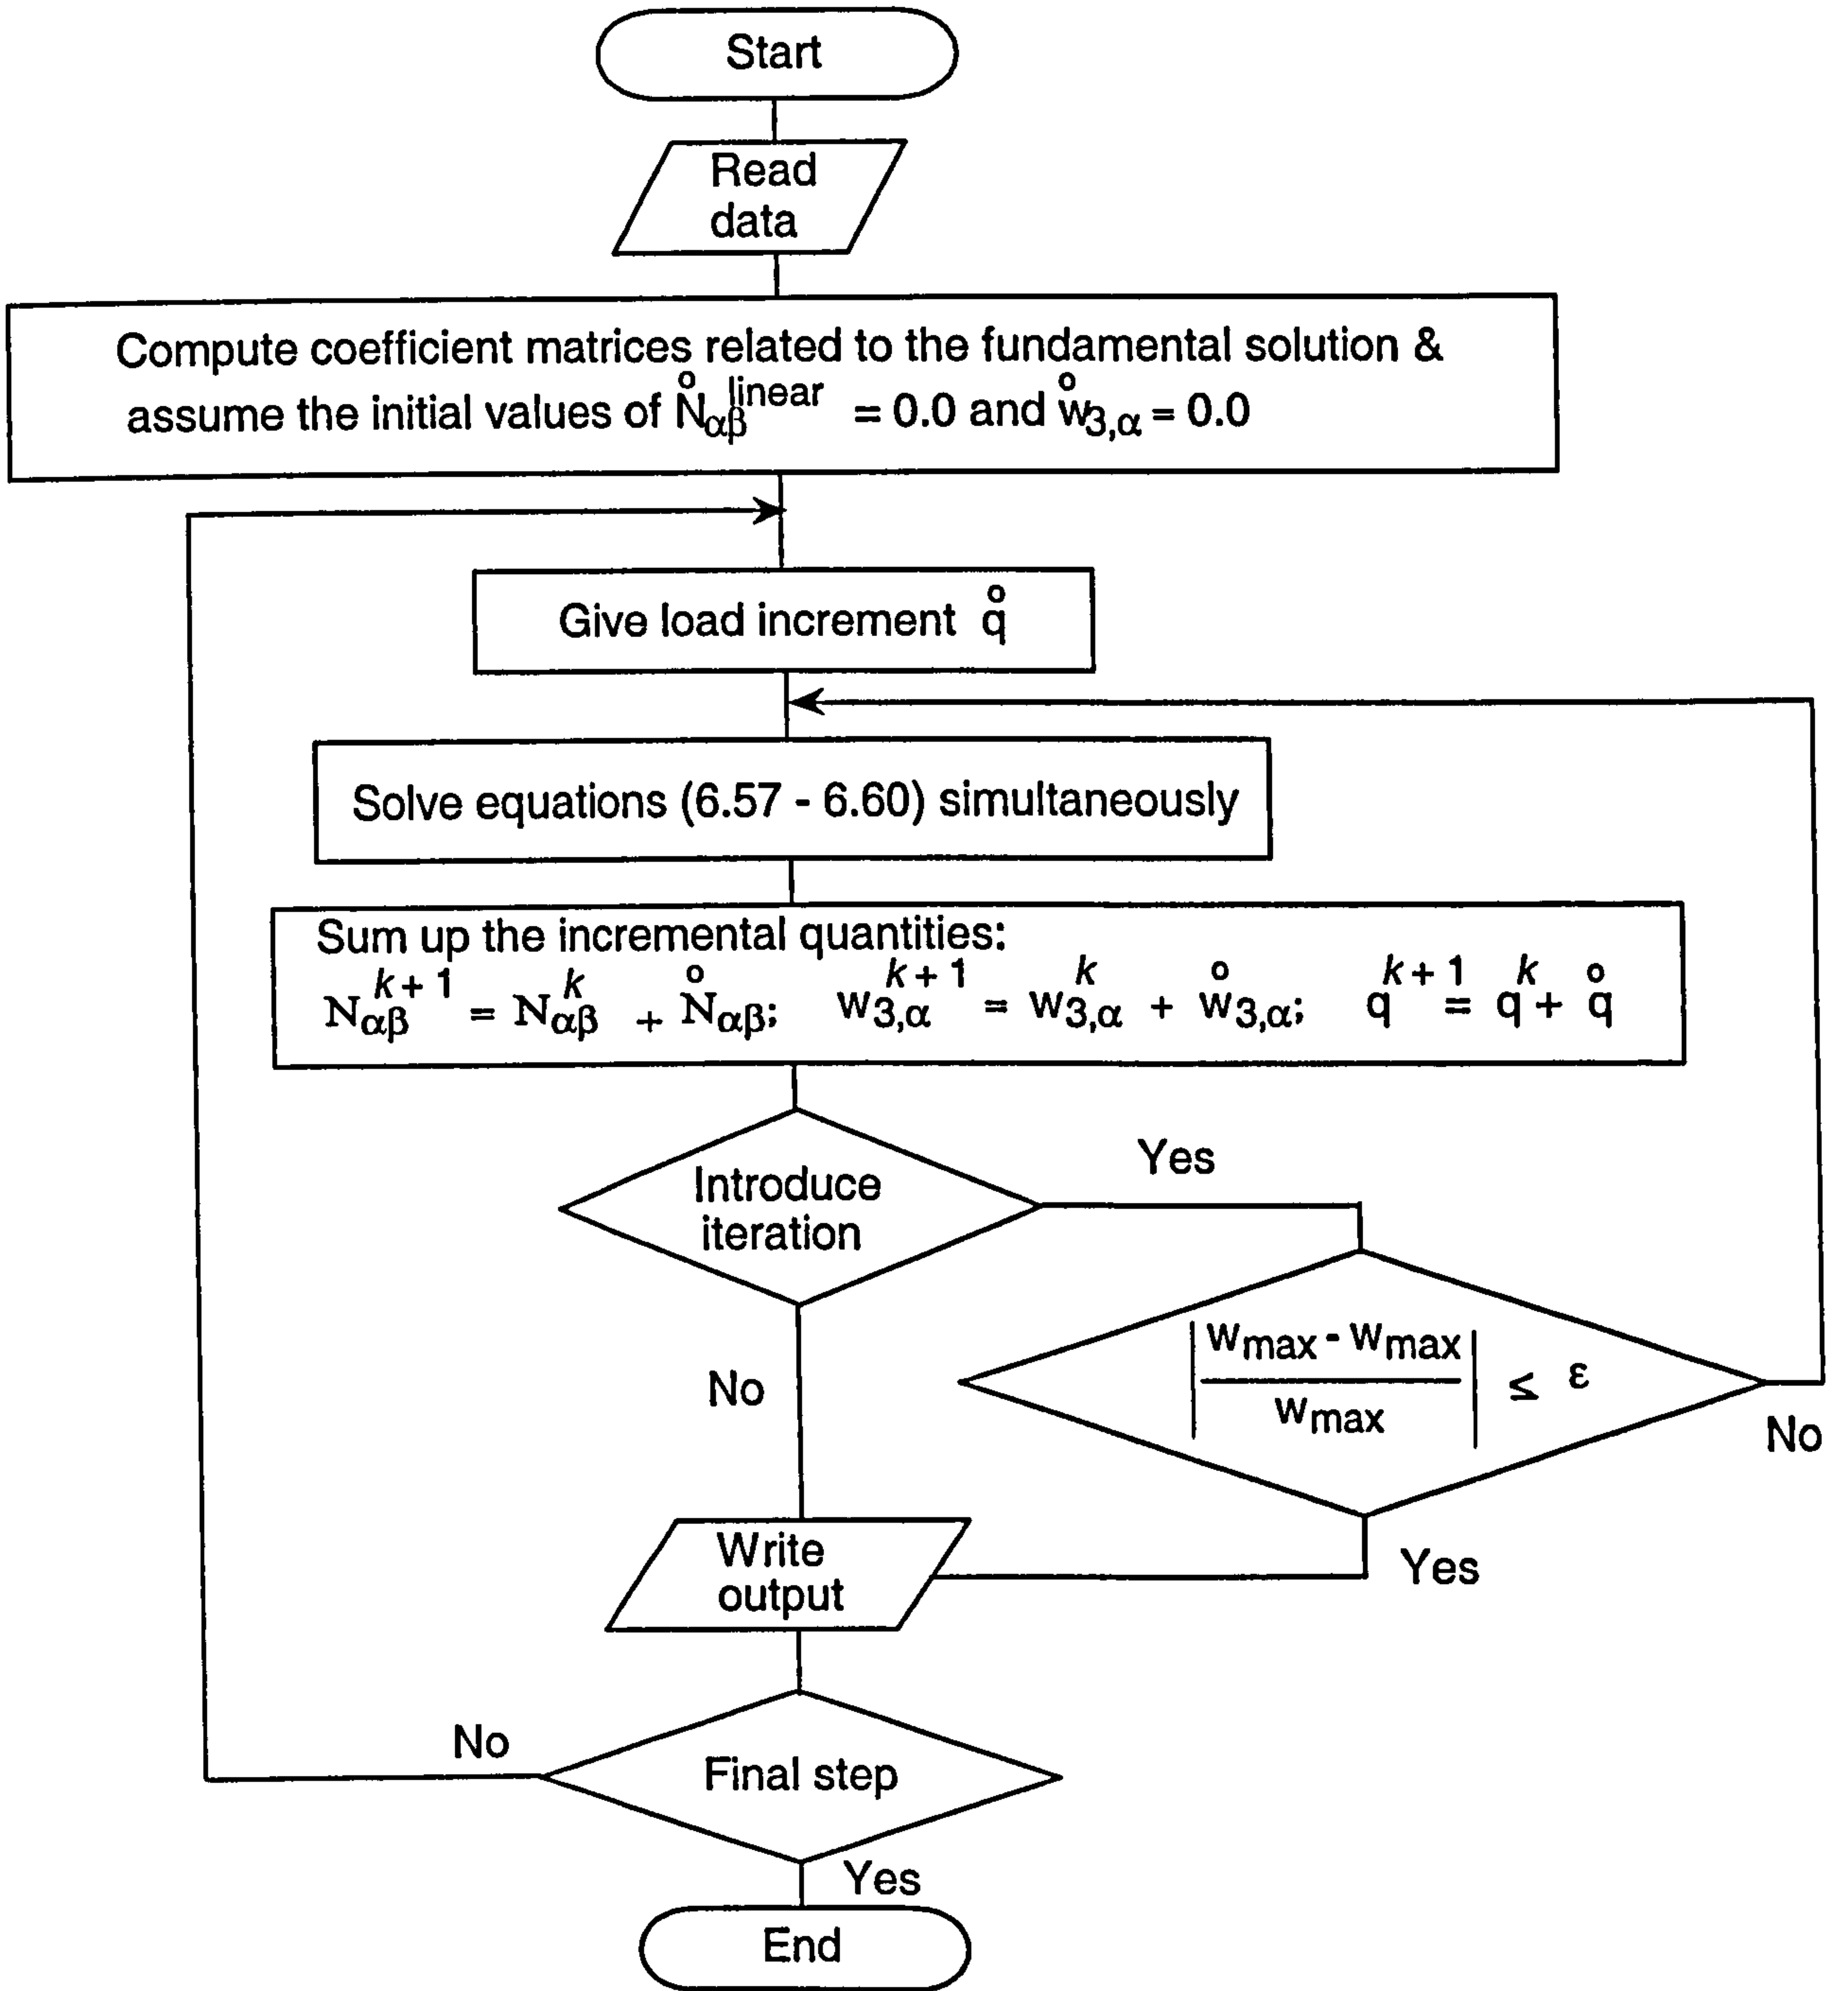 Start
Read
data
Compute coefficient matrices related to the fundamental solution &
assume the initial values of N̊αβ^linear = 0.0 and ẘ3,α = 0.0
Give load increment q̊
Solve equations (6.57 - 6.60) simultaneously
Sum up the incremental quantities:
Nαβ^k+1 = Nαβ^k + N̊αβ; w3,α^k+1 = w3,α^k + ẘ3,α; q^k+1 = q^k + q̊
Introduce
iteration
Yes
No
| wmax - wmax / wmax | ≤ ε
No
Write
output
Yes
Final step
No
Yes
End